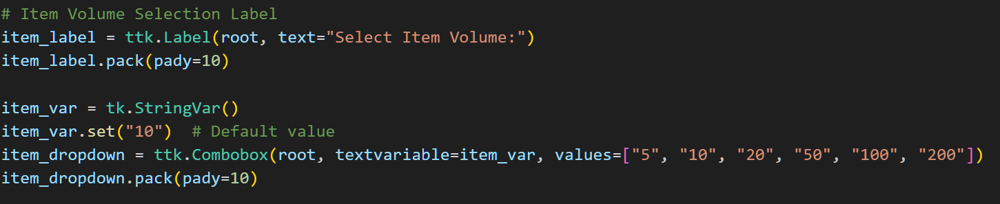 # Item Volume Selection Label
item_label = ttk.Label(root, text="Select Item Volume:")
item_label.pack(pady=10)

item_var = tk.StringVar()
item_var.set("10")  # Default value
item_dropdown = ttk.Combobox(root, textvariable=item_var, values=["5", "10", "20", "50", "100", "200"])
item_dropdown.pack(pady=10)